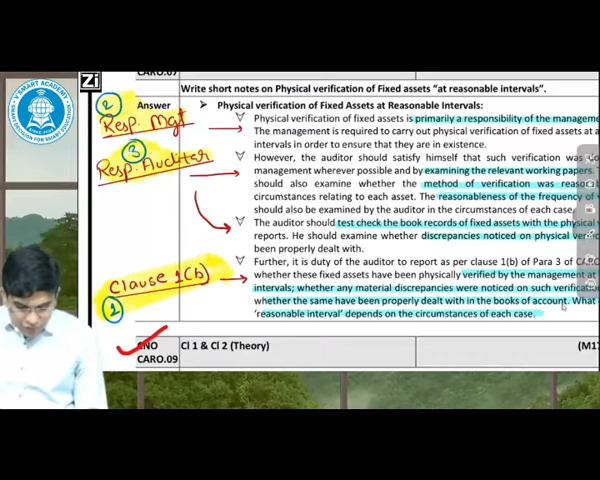 V SMART ACADEMY
Zi
CARO.07
Write short notes on Physical verification of Fixed assets "at reasonable intervals".
2
Answer
➤ Physical verification of Fixed Assets at Reasonable Intervals:
Resp. Mgt
Physical verification of fixed assets is primarily a responsibility of the manageme
The management is required to carry out physical verification of fixed assets at a
intervals in order to ensure that they are in existence.
3
Resp. Auditor
However, the auditor should satisfy himself that such verification was
management wherever possible and by examining the relevant working papers.
should also examine whether the method of verification was reaso
circumstances relating to each asset. The reasonableness of the frequency of
should also be examined by the auditor in the circumstances of each case.
The auditor should test check the book records of fixed assets with the physical
reports. He should examine whether discrepancies noticed on physical veri
been properly dealt with.
Clause 1(b)
Further, it is duty of the auditor to report as per clause 1(b) of Para 3 of CARO
whether these fixed assets have been physically verified by the management at
intervals; whether any material discrepancies were noticed on such verifica
whether the same have been properly dealt with in the books of account. What
'reasonable interval' depends on the circumstances of each case.
CARO.09
Cl 1 & Cl 2 (Theory)
(M17